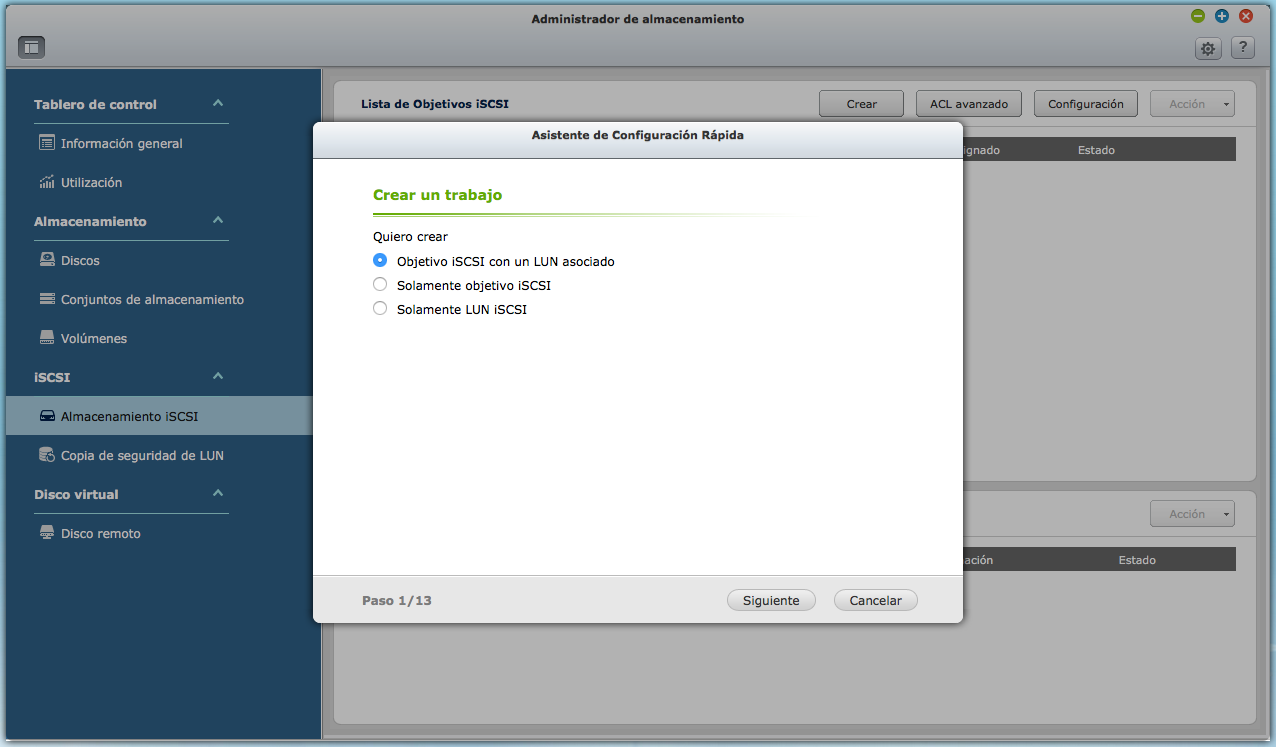 Administrador de almacenamiento
?
Tablero de control
Información general
Utilización
Almacenamiento
Discos
Conjuntos de almacenamiento
Volúmenes
iSCSI
Almacenamiento iSCSI
Copia de seguridad de LUN
Disco virtual
Disco remoto
Lista de Objetivos iSCSI
Crear
ACL avanzado
Configuración
Acción
ignado
Estado
Asistente de Configuración Rápida
Crear un trabajo
Quiero crear
Objetivo iSCSI con un LUN asociado
Solamente objetivo iSCSI
Solamente LUN iSCSI
Paso 1/13
Siguiente
Cancelar
Acción
ación
Estado